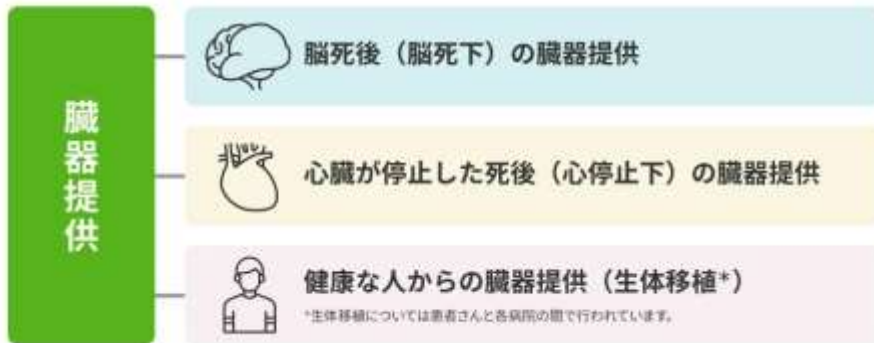 臓器提供
脳死後（脳死下）の臓器提供
心臓が停止した死後（心停止下）の臓器提供
健康な人からの臓器提供（生体移植*）
*生体移植については患者さんと各病院の間で行われています。